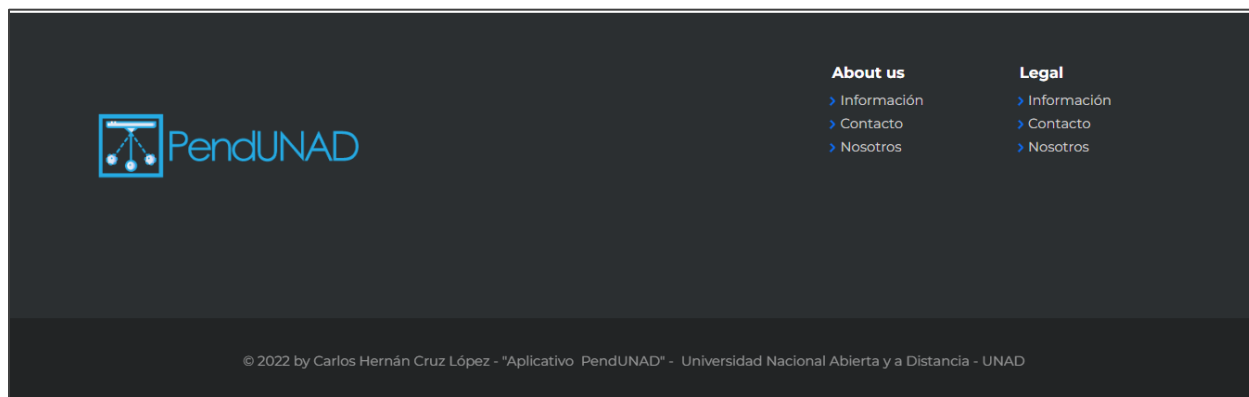 PendUNAD
About us
Información
Contacto
Nosotros
Legal
Información
Contacto
Nosotros
© 2022 by Carlos Hernán Cruz López - "Aplicativo PendUNAD" - Universidad Nacional Abierta y a Distancia - UNAD